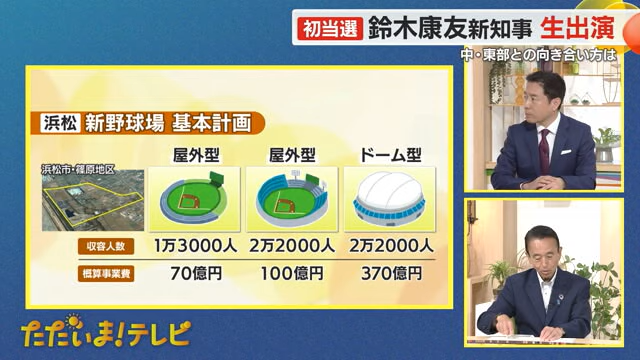 初当選 鈴木康友新知事 生出演
中・東部との向き合い方は
浜松 新野球場 基本計画
浜松市・篠原地区
屋外型 屋外型 ドーム型
収容人数 1万3000人 2万2000人 2万2000人
概算事業費 70億円 100億円 370億円
ただいま!テレビ